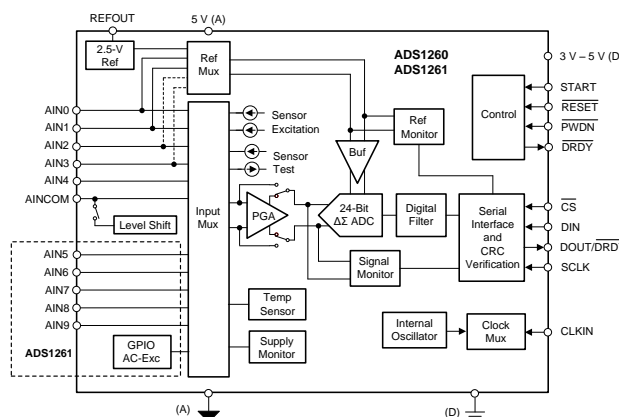 REFOUT
5 V (A)
2.5-V
Ref
Ref
Mux
ADS1260
ADS1261
3 V – 5 V (D
Control
START
RESET
PWDN
DRDY
AIN0
AIN1
AIN2
AIN3
AIN4
AINCOM
Level Shift
Sensor
Excitation
Sensor
Test
Ref
Monitor
Buf
Input
Mux
PGA
24-Bit
ΔΣ ADC
Digital
Filter
Serial
Interface
and
CRC
Verification
CS
DIN
DOUT/DRD
SCLK
Signal
Monitor
AIN5
AIN6
AIN7
AIN8
AIN9
ADS1261
GPIO
AC-Exc
Temp
Sensor
Supply
Monitor
Internal
Oscillator
Clock
Mux
CLKIN
(A)
(D)